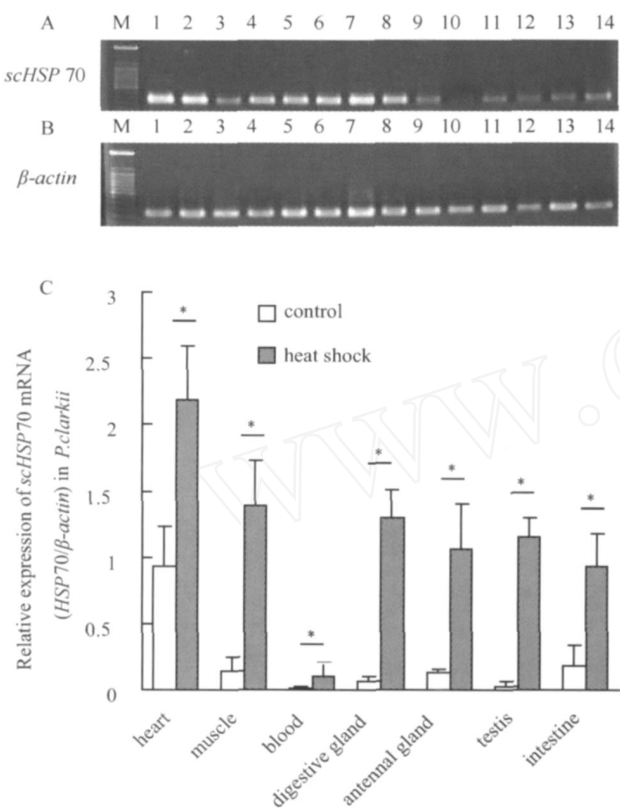 A M 1 2 3 4 5 6 7 8 9 10 11 12 13 14
scHSP 70
B M 1 2 3 4 5 6 7 8 9 10 11 12 13 14
β-actin
C
3
2.5
2
1.5
1
0.5
0
Relative expression of scHSP70 mRNA
(HSP70/β-actin) in P.clarkii
control
heat shock
* * * * * * *
heart
muscle
blood
digestive gland
antennal gland
testis
intestine
www.